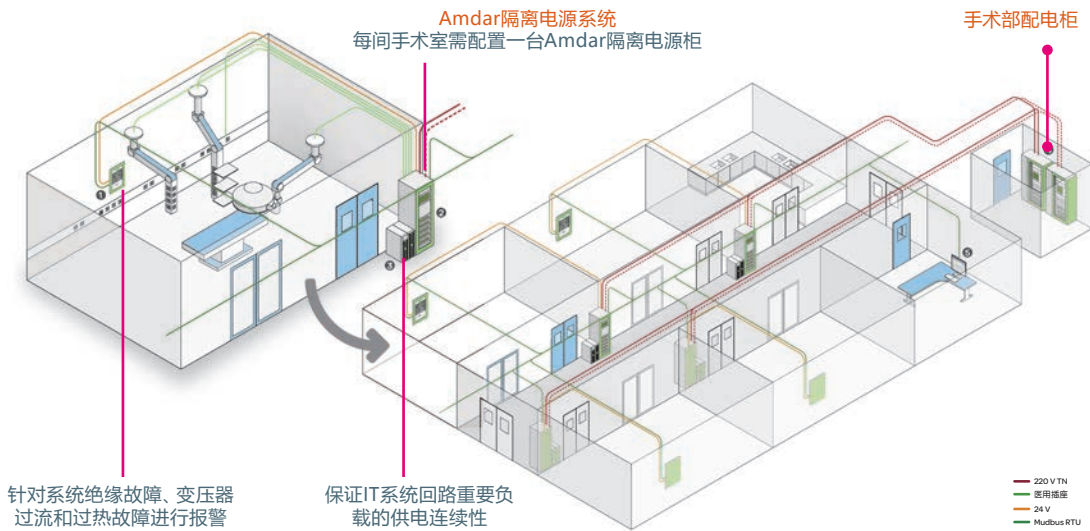 Amdar隔离电源系统
每间手术室需配置一台Amdar隔离电源柜
手术部配电柜
1
2
3
5
针对系统绝缘故障、变压器
过流和过热故障进行报警
保证IT系统回路重要负
载的供电连续性
220 V TN
医用插座
24 V
Mudbus RTU